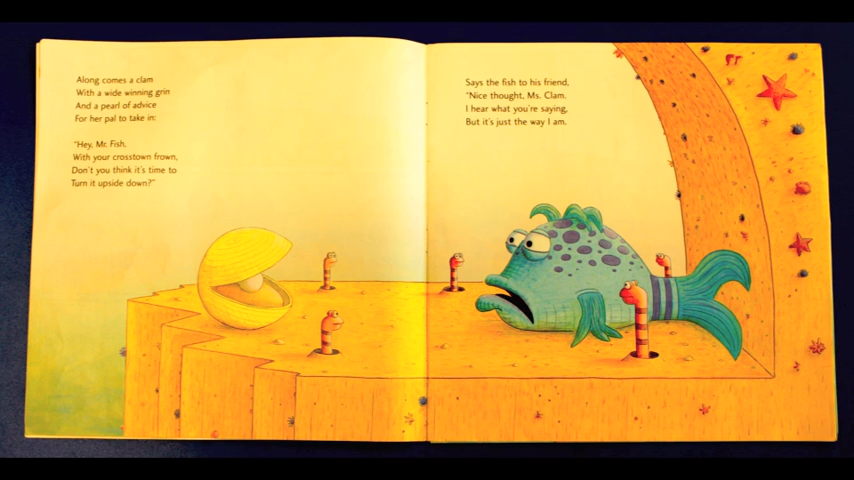 Along comes a clam
With a wide winning grin
And a pearl of advice
For her pal to take in:
"Hey, Mr. Fish,
With your crosstown frown,
Don't you think it's time to
Turn it upside down?"
Says the fish to his friend,
"Nice thought, Ms. Clam.
I hear what you're saying,
But it's just the way I am.